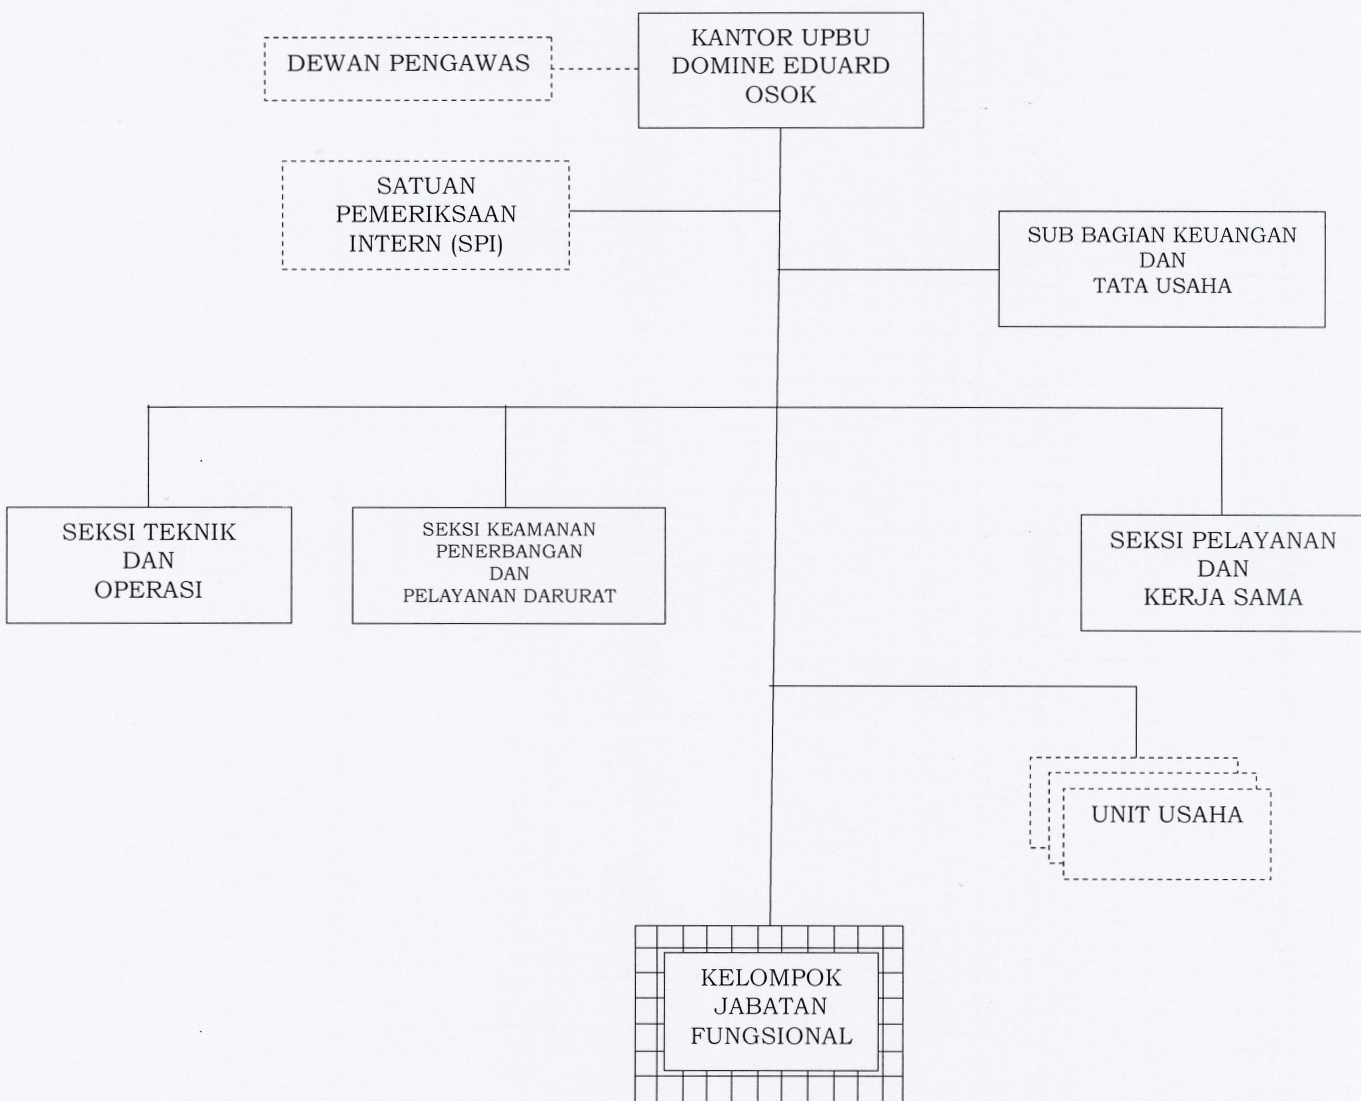 KANTOR UPBU
DOMINE EDUARD
OSOK
DEWAN PENGAWAS
SATUAN
PEMERIKSAAN
INTERN (SPI)
SUB BAGIAN KEUANGAN
DAN
TATA USAHA
SEKSI TEKNIK
DAN
OPERASI
SEKSI KEAMANAN
PENERBANGAN
DAN
PELAYANAN DARURAT
SEKSI PELAYANAN
DAN
KERJA SAMA
UNIT USAHA
KELOMPOK
JABATAN
FUNGSIONAL